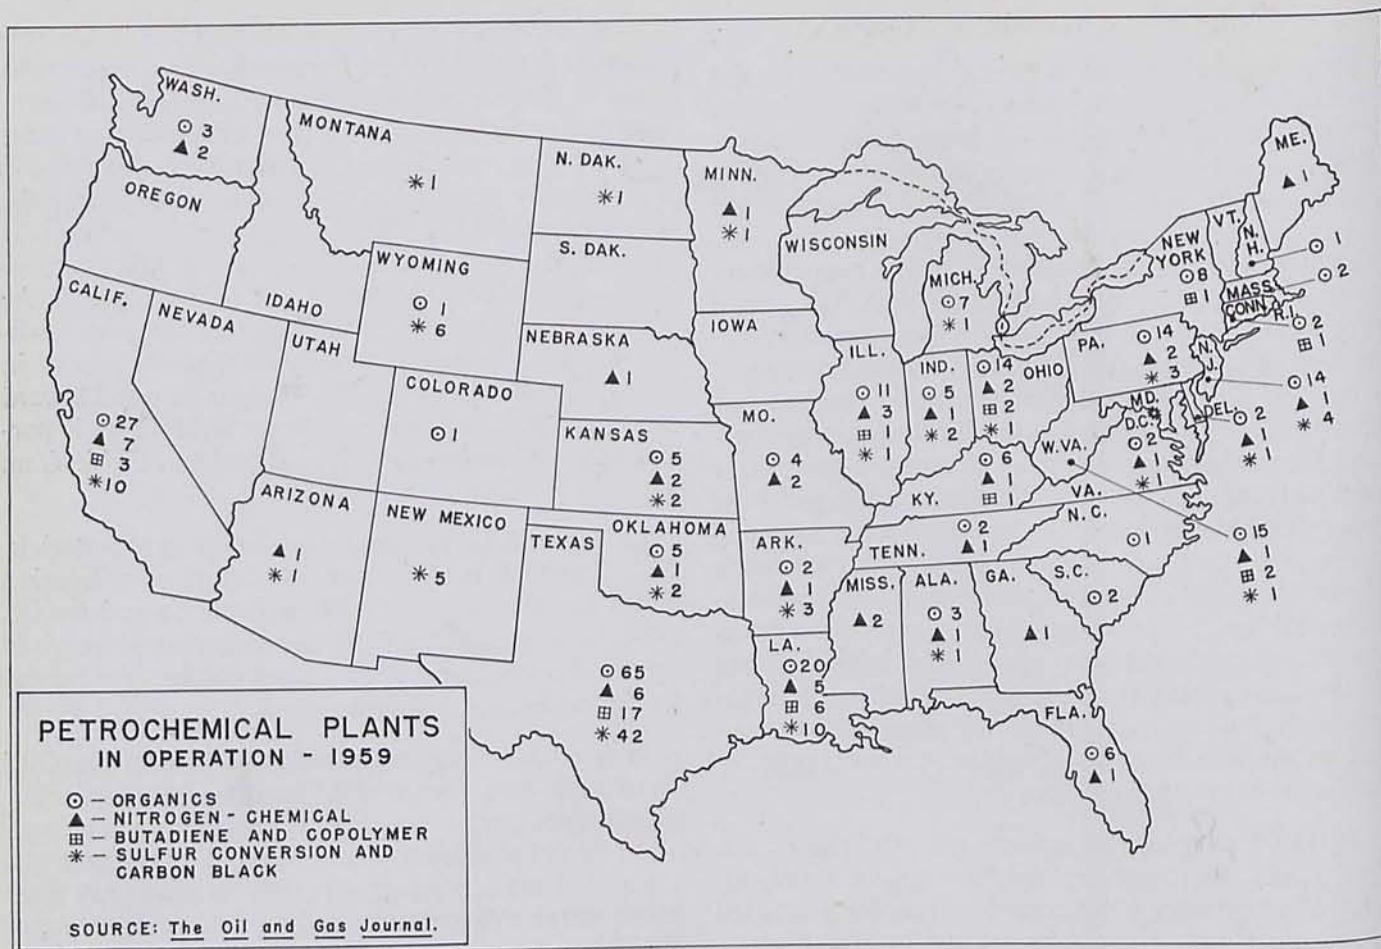 WASH.
⊙ 3
▲ 2
OREGON
CALIF.
⊙ 27
▲ 7
⊞ 3
✳ 10
NEVADA
IDAHO
MONTANA
✳ 1
WYOMING
⊙ 1
✳ 6
UTAH
COLORADO
⊙ 1
ARIZONA
▲ 1
✳ 1
NEW MEXICO
✳ 5
N. DAK.
✳ 1
S. DAK.
NEBRASKA
▲ 1
KANSAS
⊙ 5
▲ 2
✳ 2
OKLAHOMA
⊙ 5
▲ 1
✳ 2
TEXAS
⊙ 65
▲ 6
⊞ 17
✳ 42
MINN.
▲ 1
✳ 1
IOWA
MO.
⊙ 4
▲ 2
ARK.
⊙ 2
▲ 1
✳ 3
LA.
⊙ 20
▲ 5
⊞ 6
✳ 10
WISCONSIN
MICH.
⊙ 7
✳ 1
ILL.
⊙ 11
▲ 3
⊞ 1
✳ 1
IND.
⊙ 5
▲ 1
✳ 2
OHIO
⊙ 14
▲ 2
⊞ 2
✳ 1
KY.
⊙ 6
▲ 1
⊞ 1
TENN.
⊙ 2
▲ 1
MISS.
▲ 2
ALA.
⊙ 3
▲ 1
✳ 1
GA.
▲ 1
FLA.
⊙ 6
▲ 1
S.C.
⊙ 2
N.C.
⊙ 1
VA.
⊙ 2
▲ 1
✳ 1
W.VA.
⊙ 15
▲ 1
⊞ 2
✳ 1
MD.
D.C.
DEL.
⊙ 2
▲ 1
✳ 1
PA.
⊙ 14
▲ 2
✳ 3
N.
J.
⊙ 14
▲ 1
✳ 4
NEW
YORK
⊙ 8
⊞ 1
VT.
N.
H.
⊙ 1
MASS.
⊙ 2
CONN.
⊙ 2
⊞ 1
R.I.
ME.
▲ 1
PETROCHEMICAL PLANTS
IN OPERATION - 1959
⊙ – ORGANICS
▲ – NITROGEN - CHEMICAL
⊞ – BUTADIENE AND COPOLYMER
✳ – SULFUR CONVERSION AND
CARBON BLACK
SOURCE: The Oil and Gas Journal.